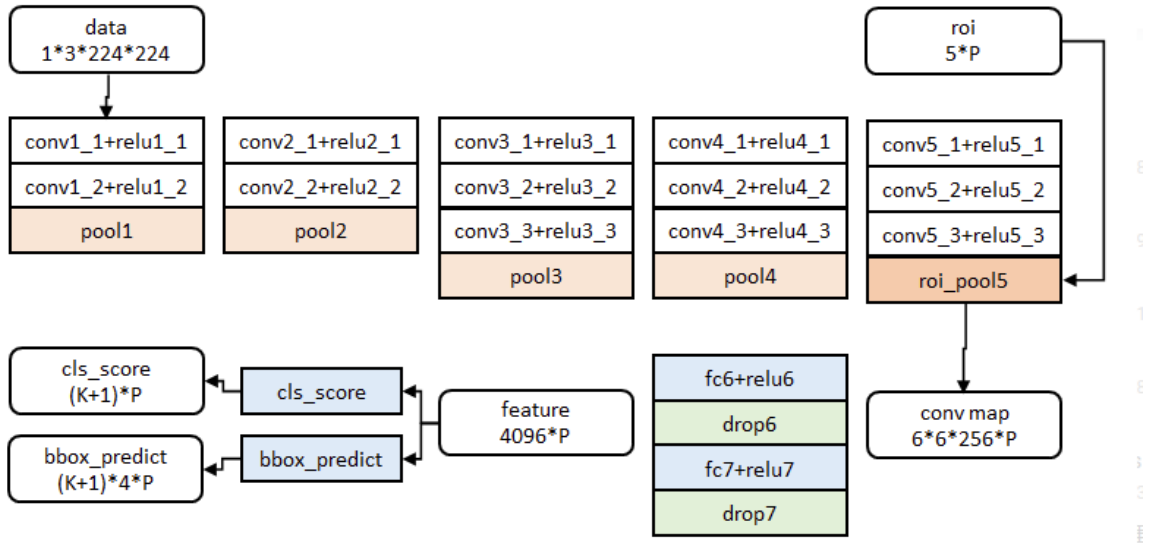 data
1*3*224*224
roi
5*P
conv1_1+relu1_1
conv1_2+relu1_2
pool1
conv2_1+relu2_1
conv2_2+relu2_2
pool2
conv3_1+relu3_1
conv3_2+relu3_2
conv3_3+relu3_3
pool3
conv4_1+relu4_1
conv4_2+relu4_2
conv4_3+relu4_3
pool4
conv5_1+relu5_1
conv5_2+relu5_2
conv5_3+relu5_3
roi_pool5
cls_score
(K+1)*P
bbox_predict
(K+1)*4*P
cls_score
bbox_predict
feature
4096*P
fc6+relu6
drop6
fc7+relu7
drop7
conv map
6*6*256*P